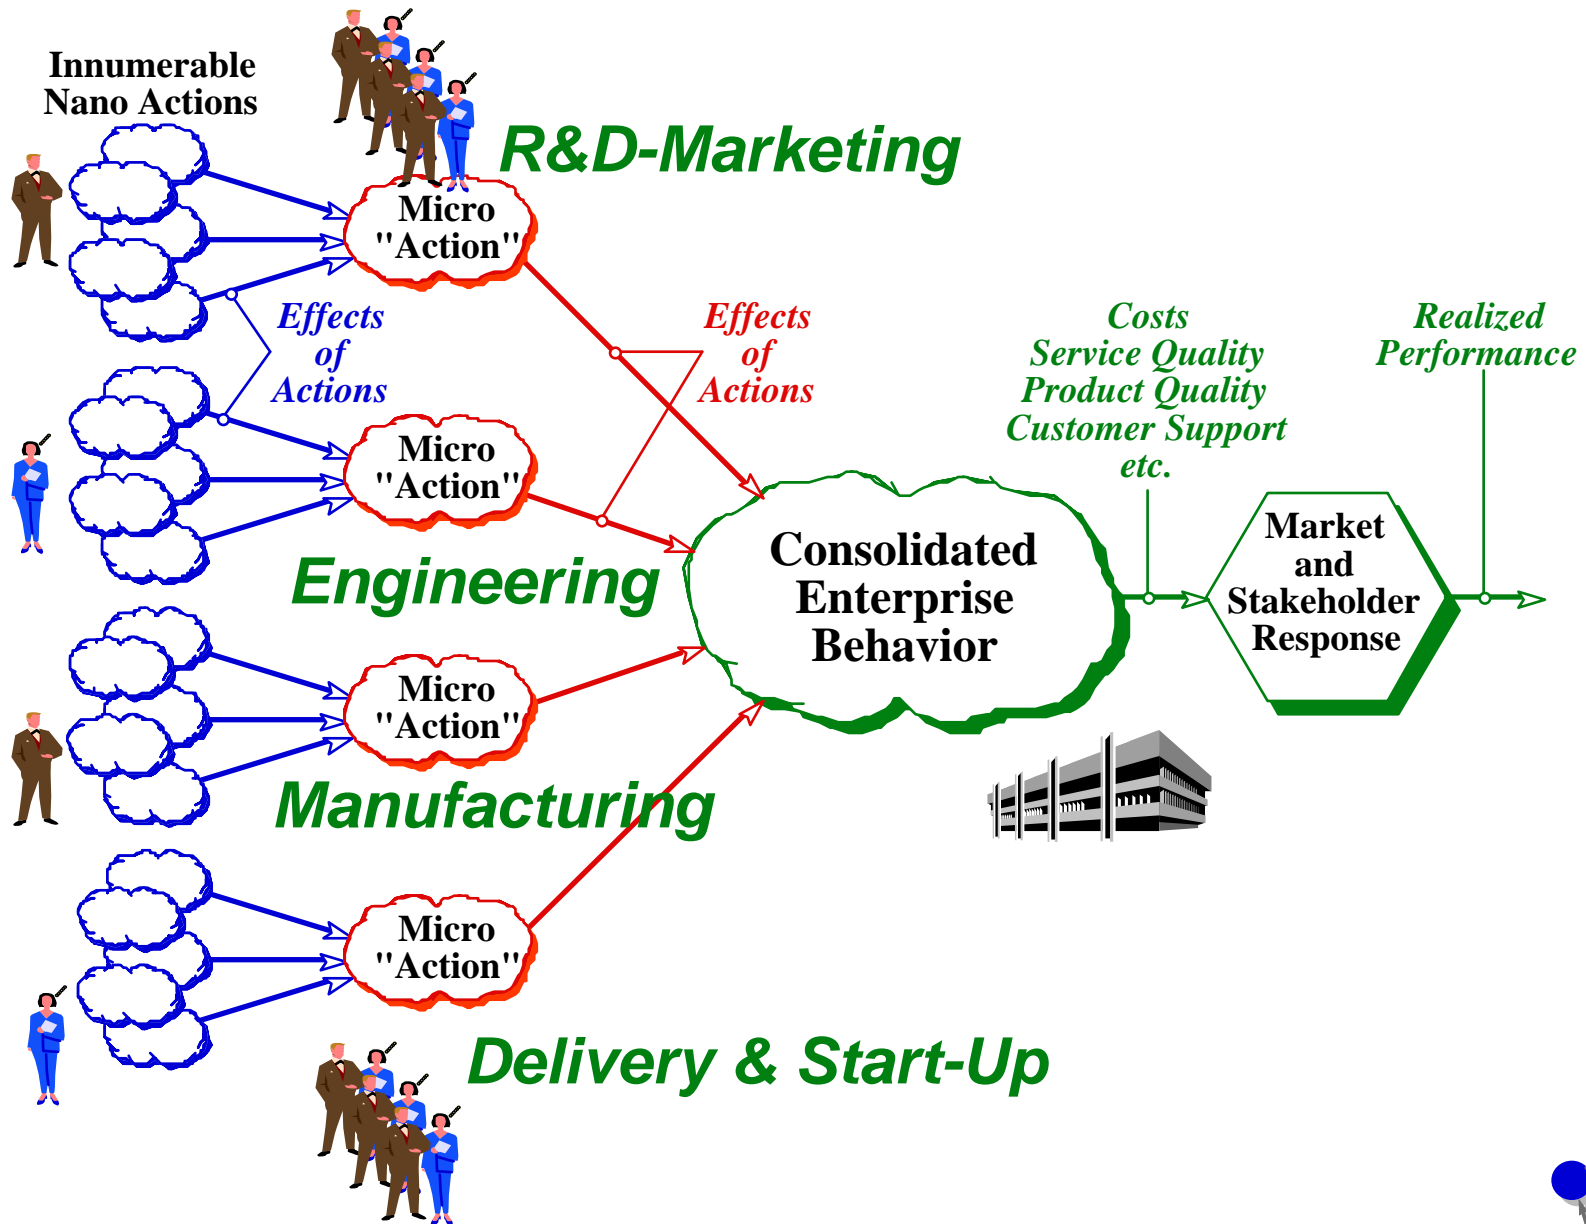 Innumerable
Nano Actions
R&D-Marketing
Micro
"Action"
Effects
of
Actions
Effects
of
Actions
Costs
Service Quality
Product Quality
Customer Support
etc.
Realized
Performance
Micro
"Action"
Engineering
Consolidated
Enterprise
Behavior
Market
and
Stakeholder
Response
Micro
"Action"
Manufacturing
Micro
"Action"
Delivery & Start-Up